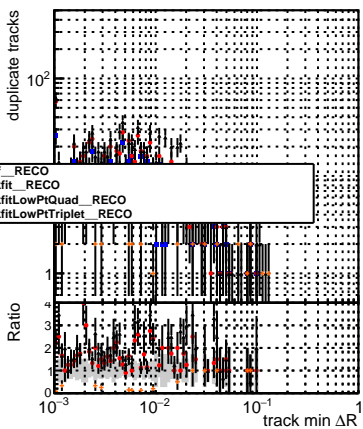 duplicate tracks
10²
__RECO
fit__RECO
fitLowPtQuad__RECO
fitLowPtTriplet__RECO
1
Ratio
4
3
2
1
0
10⁻³ 10⁻² 10⁻¹ 1
track min ΔR